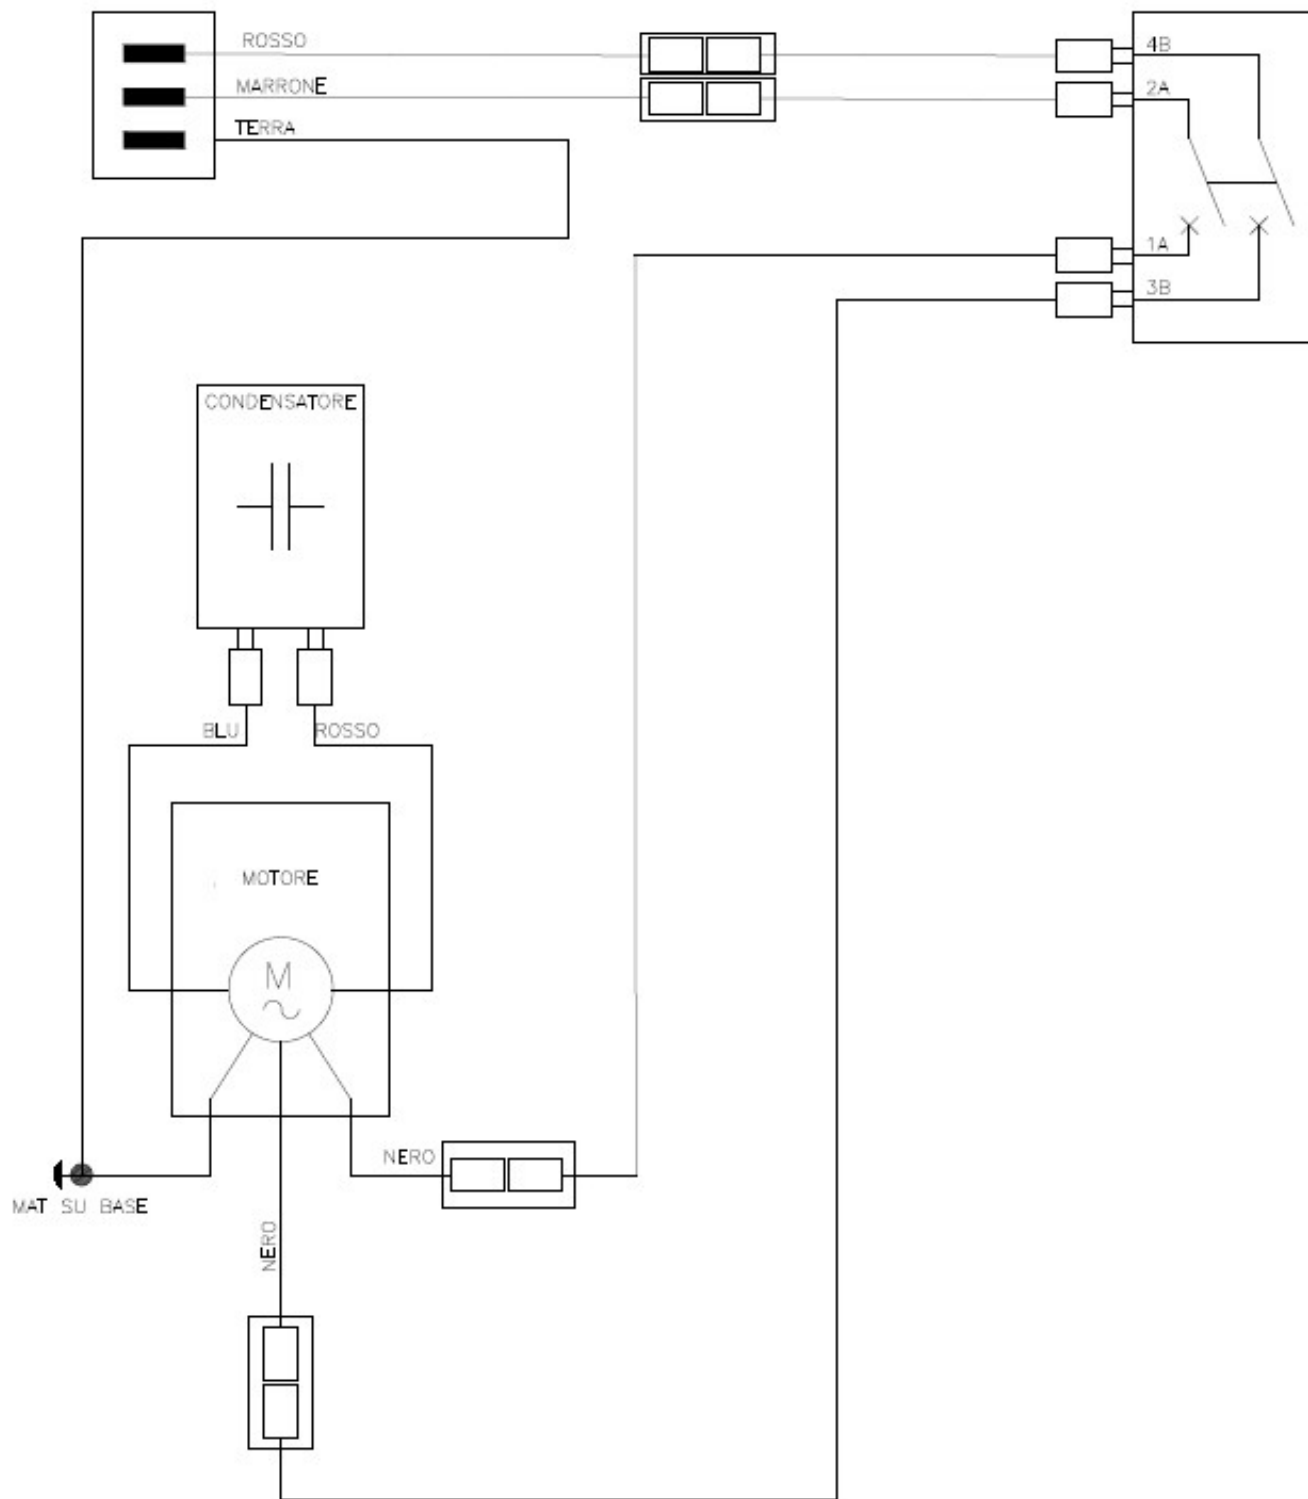 ROSSO
4B
MARRONE
2A
TERRA
1A
3B
CONDENSATORE
BLU
ROSSO
MOTORE
M
NERO
MAT SU BASE
NERO